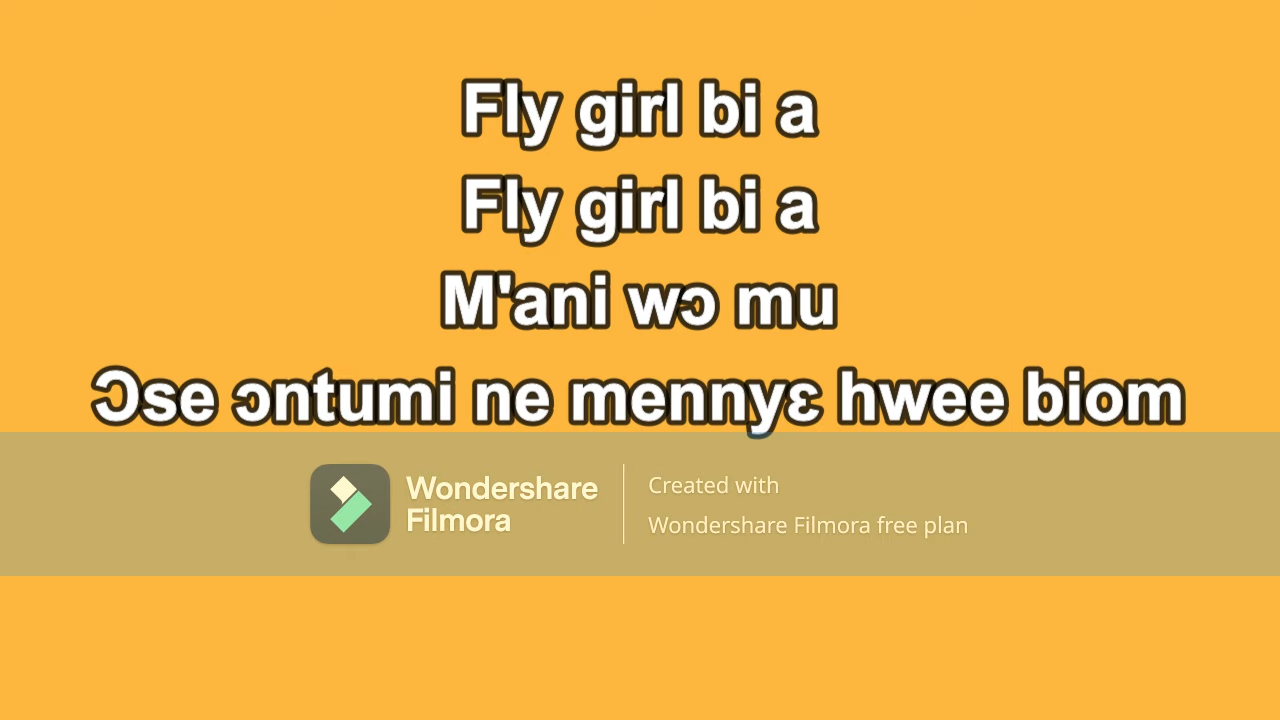 Fly girl bi a
Fly girl bi a
M'ani wɔ mu
Ɔse ɔntumi ne mennyɛ hwee biom
Wondershare
Filmora
Created with
Wondershare Filmora free plan